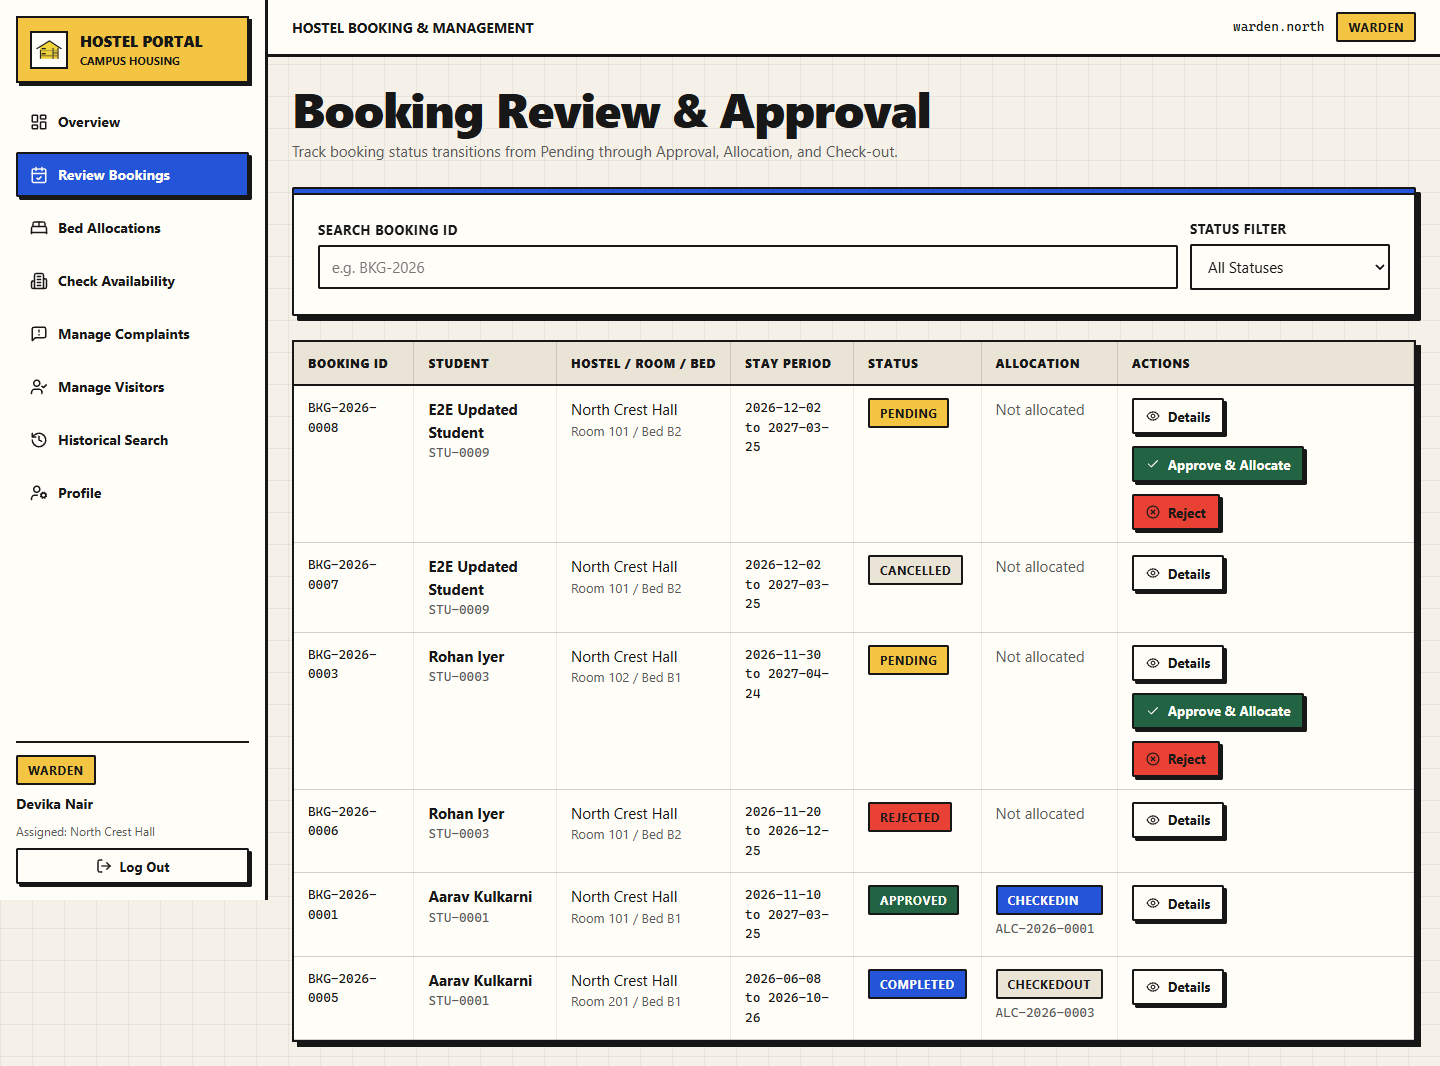 HOSTEL PORTAL
CAMPUS HOUSING
Overview
Review Bookings
Bed Allocations
Check Availability
Manage Complaints
Manage Visitors
Historical Search
Profile
WARDEN
Devika Nair
Assigned: North Crest Hall
Log Out
HOSTEL BOOKING & MANAGEMENT
warden.north
WARDEN
Booking Review & Approval
Track booking status transitions from Pending through Approval, Allocation, and Check-out.
SEARCH BOOKING ID
e.g. BKG-2026
STATUS FILTER
All Statuses
BOOKING ID STUDENT HOSTEL / ROOM / BED STAY PERIOD STATUS ALLOCATION ACTIONS
BKG-2026-
0008
E2E Updated
Student
STU-0009
North Crest Hall
Room 101 / Bed B2
2026-12-02
to 2027-03-
25
PENDING
Not allocated
Details
Approve & Allocate
Reject
BKG-2026-
0007
E2E Updated
Student
STU-0009
North Crest Hall
Room 101 / Bed B2
2026-12-02
to 2027-03-
25
CANCELLED
Not allocated
Details
BKG-2026-
0003
Rohan Iyer
STU-0003
North Crest Hall
Room 102 / Bed B1
2026-11-30
to 2027-04-
24
PENDING
Not allocated
Details
Approve & Allocate
Reject
BKG-2026-
0006
Rohan Iyer
STU-0003
North Crest Hall
Room 101 / Bed B2
2026-11-20
to 2026-12-
25
REJECTED
Not allocated
Details
BKG-2026-
0001
Aarav Kulkarni
STU-0001
North Crest Hall
Room 101 / Bed B1
2026-11-10
to 2027-03-
25
APPROVED
CHECKEDIN
ALC-2026-0001
Details
BKG-2026-
0005
Aarav Kulkarni
STU-0001
North Crest Hall
Room 201 / Bed B1
2026-06-08
to 2026-10-
26
COMPLETED
CHECKEDOUT
ALC-2026-0003
Details